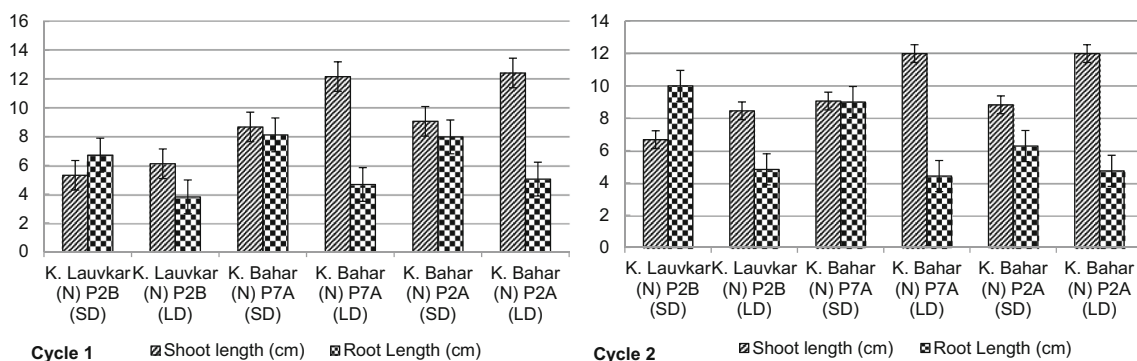 16
14
12
10
8
6
4
2
0
K. Lauvkar K. Lauvkar K. Bahar K. Bahar K. Bahar K. Bahar
(N) P2B (N) P2B (N) P7A (N) P7A (N) P2A (N) P2A
(SD) (LD) (SD) (LD) (SD) (LD)
Cycle 1 Shoot length (cm) Root Length (cm)
14
12
10
8
6
4
2
0
K. Lauvkar K. Lauvkar K. Bahar K. Bahar K. Bahar K. Bahar
(N) P2B (N) P2B (N) P7A (N) P7A (N) P2A (N) P2A
(SD) (LD) (SD) (LD) (SD) (LD)
Cycle 2 Shoot length (cm) Root Length (cm)